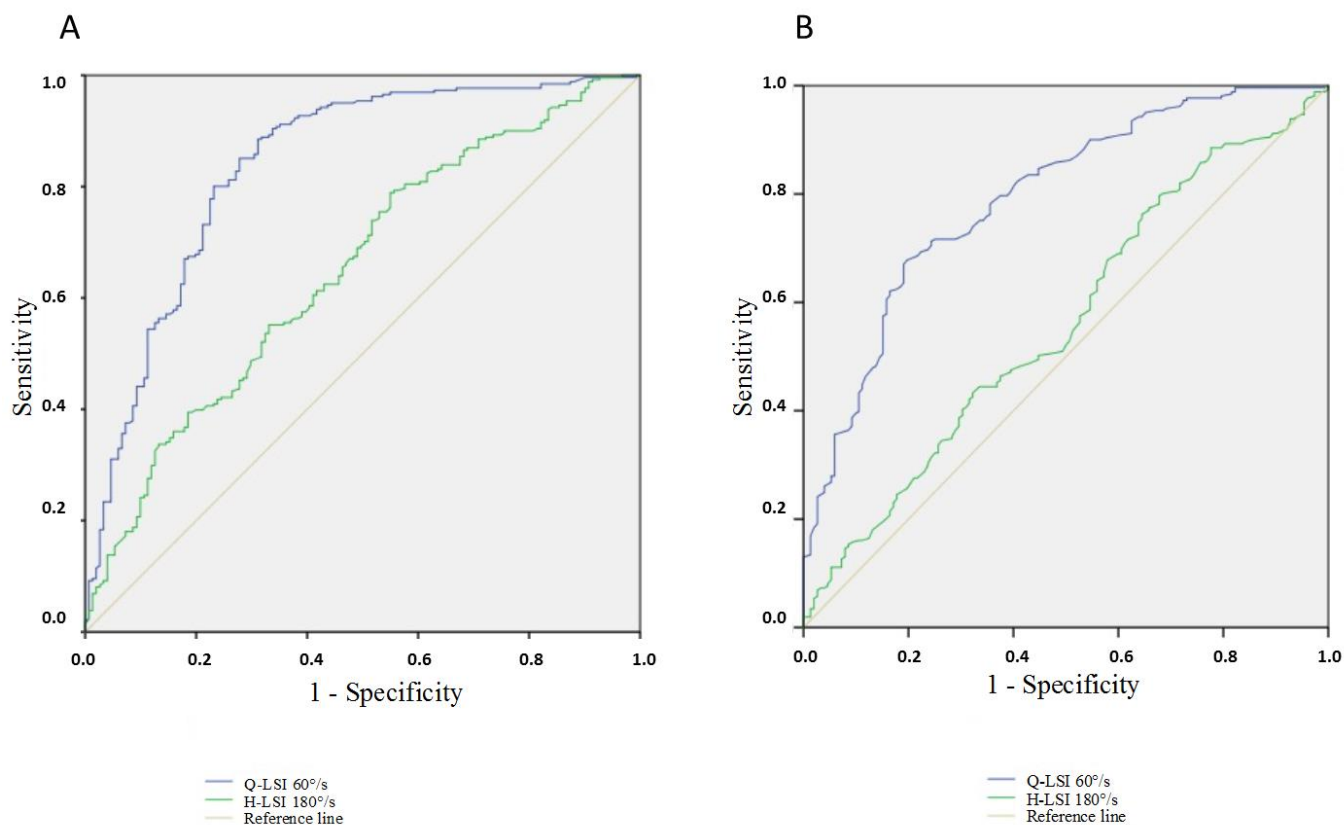 A
1.0
0.8
0.6
0.4
0.2
0.0
Sensitivity
0.0 0.2 0.4 0.6 0.8 1.0
1 - Specificity
Q-LSI 60°/s
H-LSI 180°/s
Reference line
B
1.0
0.8
0.6
0.4
0.2
0.0
Sensitivity
0.0 0.2 0.4 0.6 0.8 1.0
1 - Specificity
Q-LSI 60°/s
H-LSI 180°/s
Reference line